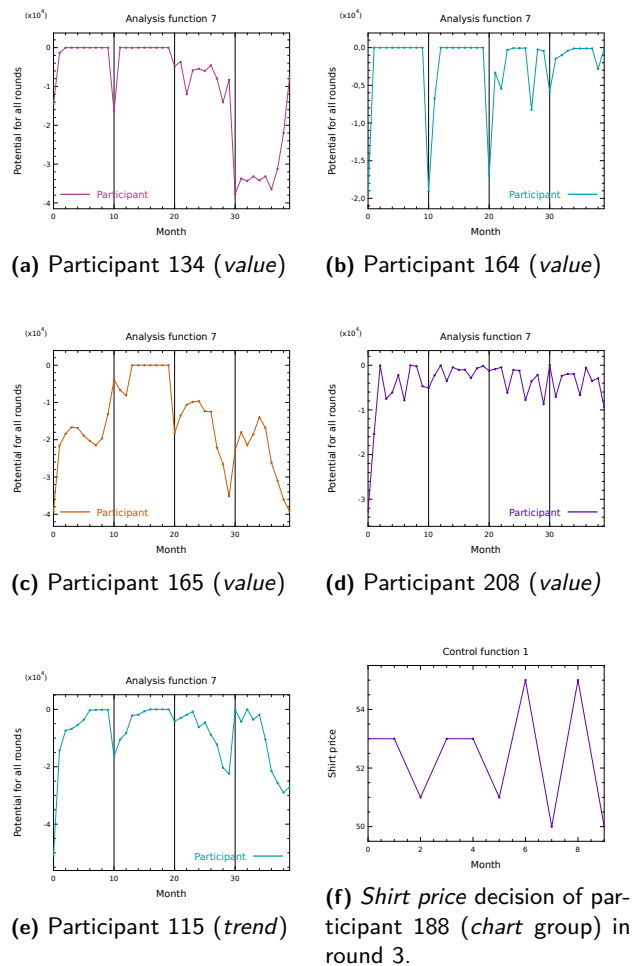 Analysis function 7
(x10⁴)
0
-1
-2
-3
-4
Potential for all rounds
Participant
0 10 20 30
Month
(a) Participant 134 (value)
Analysis function 7
(x10⁴)
0
-0,5
-1,0
-1,5
-2,0
Potential for all rounds
Participant
0 10 20 30
Month
(b) Participant 164 (value)
Analysis function 7
(x10⁴)
0
-1
-2
-3
-4
Potential for all rounds
Participant
0 10 20 30
Month
(c) Participant 165 (value)
Analysis function 7
(x10⁴)
0
-1
-2
-3
Potential for all rounds
Participant
0 10 20 30
Month
(d) Participant 208 (value)
Analysis function 7
(x10⁴)
0
-2
-4
Potential for all rounds
Participant
0 10 20 30
Month
(e) Participant 115 (trend)
Control function 1
54
53
52
51
50
Shirt price
0 2 4 6 8
Month
(f) Shirt price decision of par-
ticipant 188 (chart group) in
round 3.